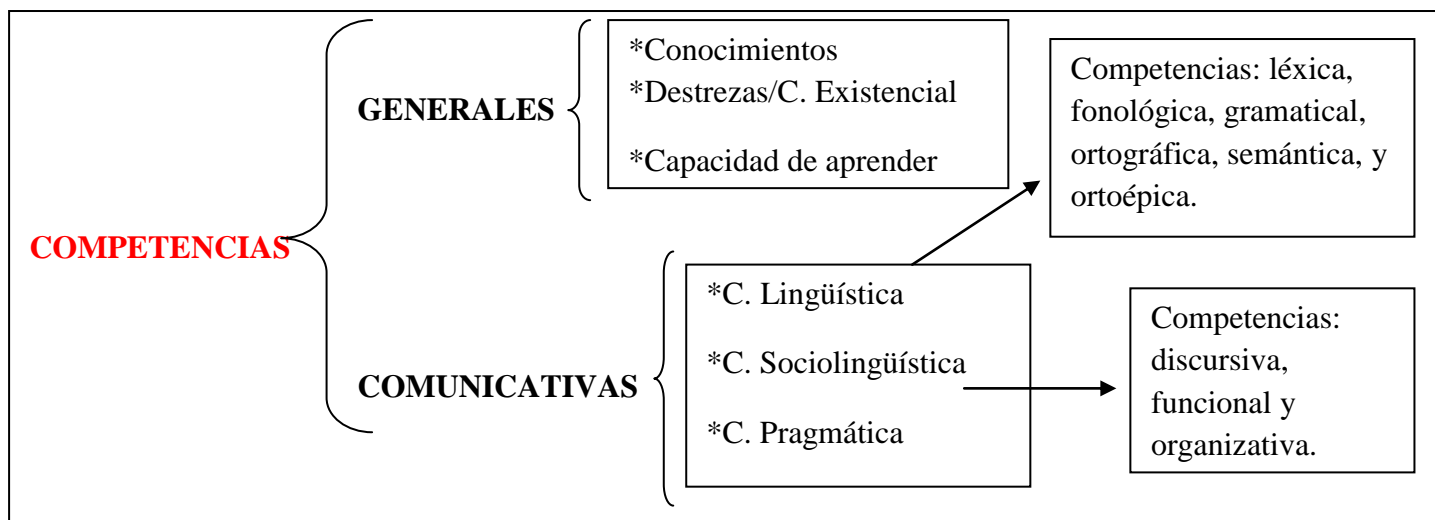 COMPETENCIAS
GENERALES
*Conocimientos
*Destrezas/C. Existencial
*Capacidad de aprender
COMUNICATIVAS
*C. Lingüística
*C. Sociolingüística
*C. Pragmática
Competencias: léxica,
fonológica, gramatical,
ortográfica, semántica, y
ortoépica.
Competencias:
discursiva,
funcional y
organizativa.